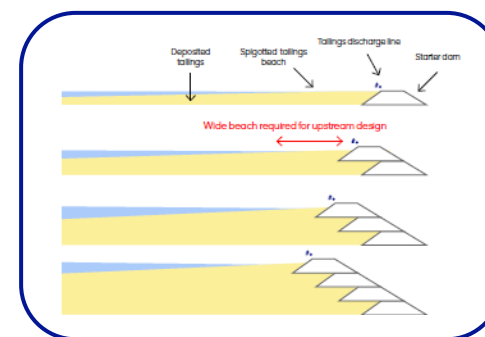 Tailings discharge line
Deposited
tailings
Spigotted tailings
beach
Starter dam
Wide beach required for upstream design